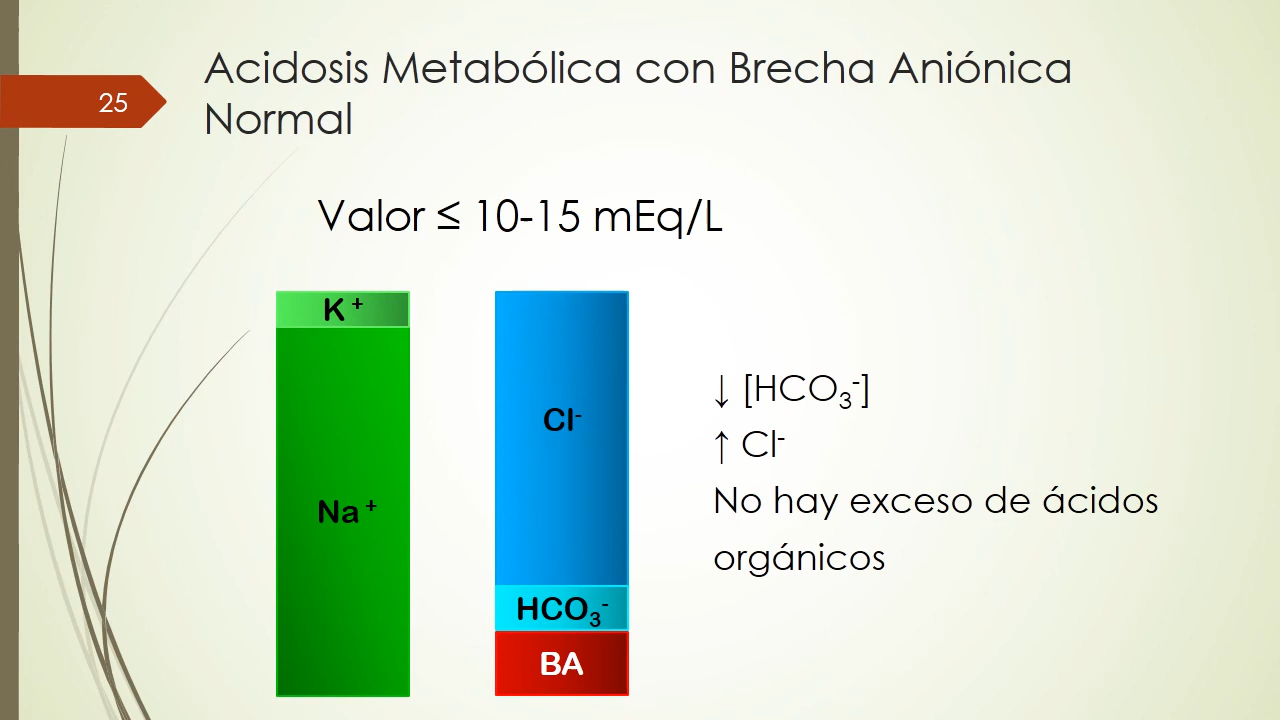 Acidosis Metabólica con Brecha Aniónica
Normal
25
Valor ≤ 10-15 mEq/L
K⁺
Na⁺
Cl⁻
HCO₃⁻
BA
↓ [HCO₃⁻]
↑ Cl⁻
No hay exceso de ácidos
orgánicos